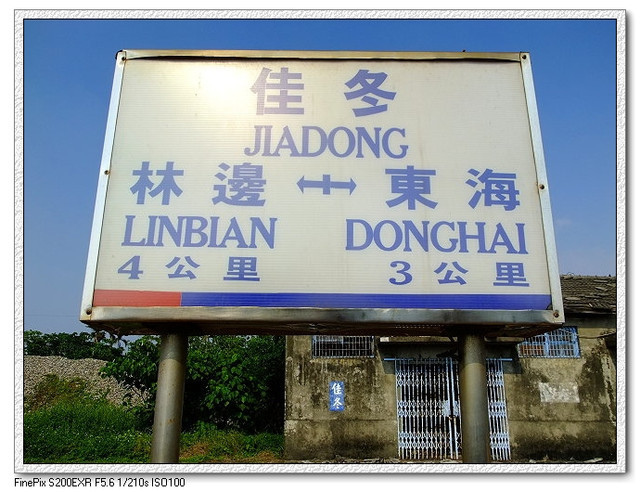 佳冬
JIADONG
林邊 ↔ 東海
LINBIAN DONGHAI
4公里 3公里
佳冬
FinePix S200EXR F5.6 1/210s ISO100